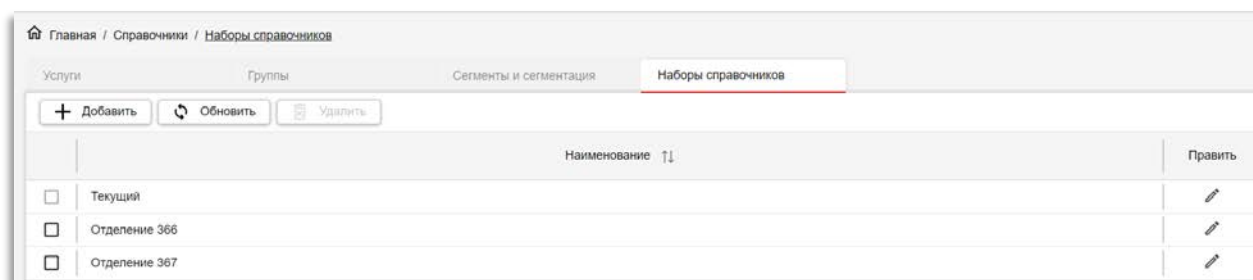 Главная / Справочники / Наборы справочников
Услуги Группы Сегменты и сегментация Наборы справочников
Добавить Обновить Удалить
Наименование Править
Текущий
Отделение 366
Отделение 367